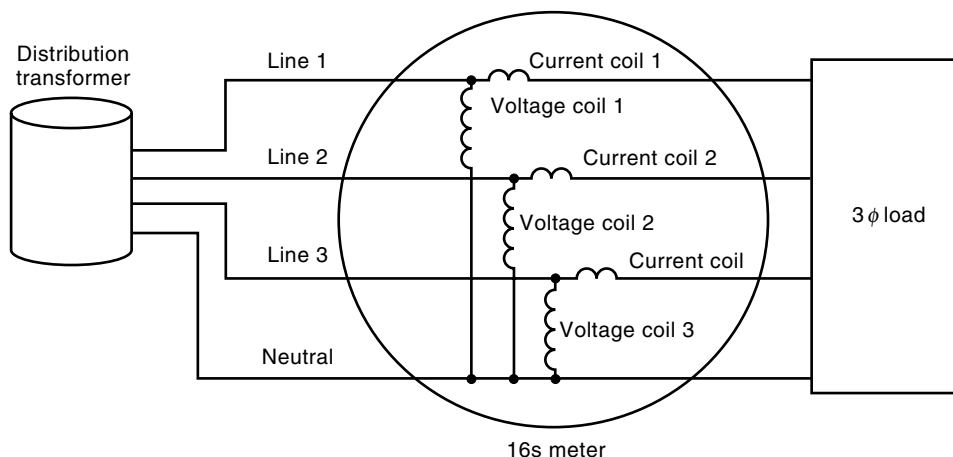 Distribution
transformer
Line 1
Current coil 1
Voltage coil 1
Line 2
Current coil 2
Voltage coil 2
3 ϕ load
Line 3
Current coil
Voltage coil 3
Neutral
16s meter